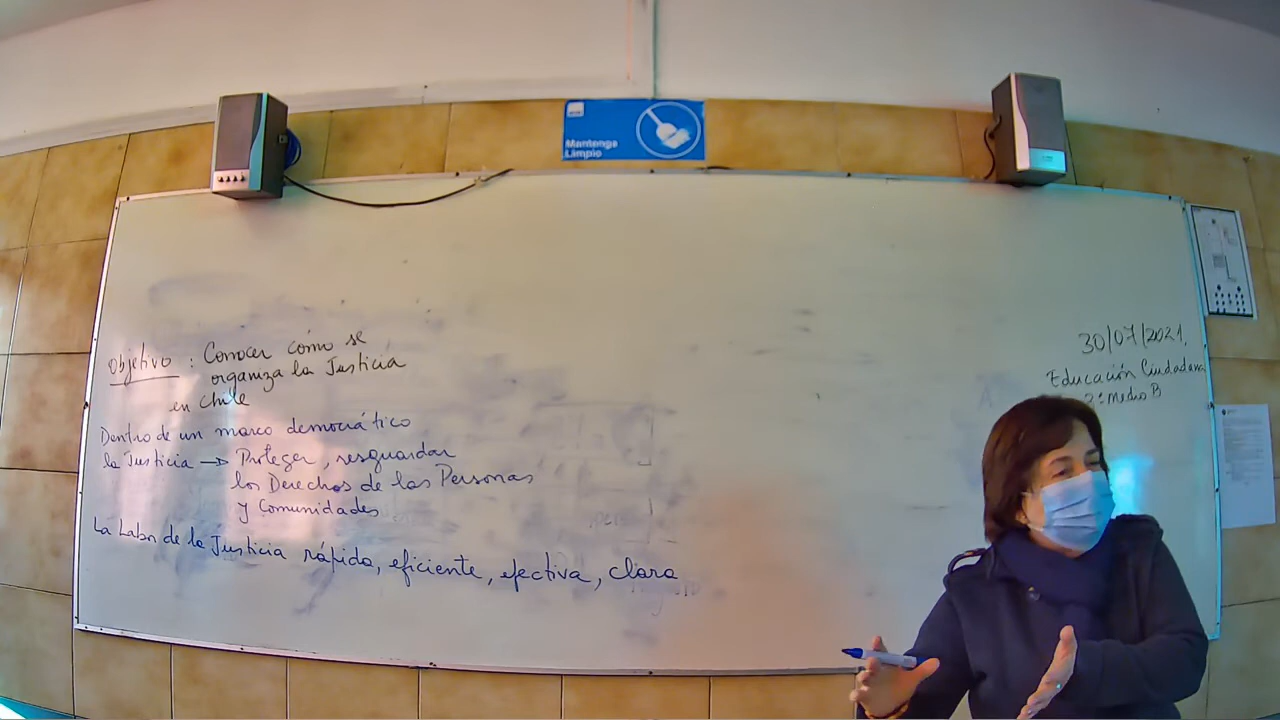 Mantenga
Limpio
30/07/2021.
Educación Ciudadana
2º Medio B
Objetivo : Conocer cómo se
organiza la Justicia
en Chile
Dentro de un marco democrático
la Justicia → Proteger, resguardar
los Derechos de las Personas
y Comunidades
La Labor de la Justicia rápida, eficiente, efectiva, clara